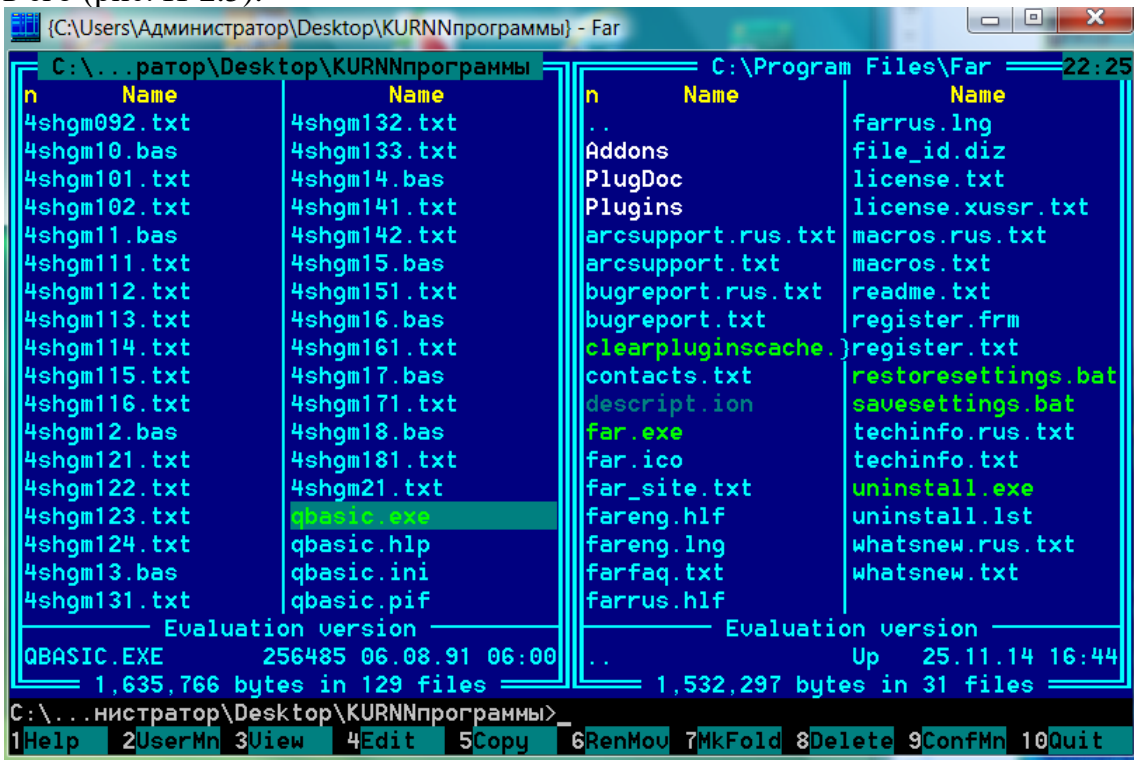 {C:\Users\Администратор\Desktop\KURNNпрограммы} - Far
C:\...ратор\Desktop\KURNNпрограммы C:\Program Files\Far 22:25
n Name Name n Name Name
4shgm092.txt 4shgm132.txt .. farrus.lng
4shgm10.bas 4shgm133.txt Addons file_id.diz
4shgm101.txt 4shgm14.bas PlugDoc license.txt
4shgm102.txt 4shgm141.txt Plugins license.xussr.txt
4shgm11.bas 4shgm142.txt arcsupport.rus.txt macros.rus.txt
4shgm111.txt 4shgm15.bas arcsupport.txt macros.txt
4shgm112.txt 4shgm151.txt bugreport.rus.txt readme.txt
4shgm113.txt 4shgm16.bas bugreport.txt register.frm
4shgm114.txt 4shgm161.txt clearpluginscache.} register.txt
4shgm115.txt 4shgm17.bas contacts.txt restoresettings.bat
4shgm116.txt 4shgm171.txt descript.ion savesettings.bat
4shgm12.bas 4shgm18.bas far.exe techinfo.rus.txt
4shgm121.txt 4shgm181.txt far.ico techinfo.txt
4shgm122.txt 4shgm21.txt far_site.txt uninstall.exe
4shgm123.txt qbasic.exe fareng.hlf uninstall.lst
4shgm124.txt qbasic.hlp fareng.lng whatsnew.rus.txt
4shgm13.bas qbasic.ini farfaq.txt whatsnew.txt
4shgm131.txt qbasic.pif farrus.hlf
Evaluation version Evaluation version
QBASIC.EXE 256485 06.08.91 06:00 .. Up 25.11.14 16:44
1,635,766 bytes in 129 files 1,532,297 bytes in 31 files
C:\...нистратор\Desktop\KURNNпрограммы>_
1Help 2UserMn 3View 4Edit 5Copy 6RenMov 7MkFold 8Delete 9ConfMn 10Quit